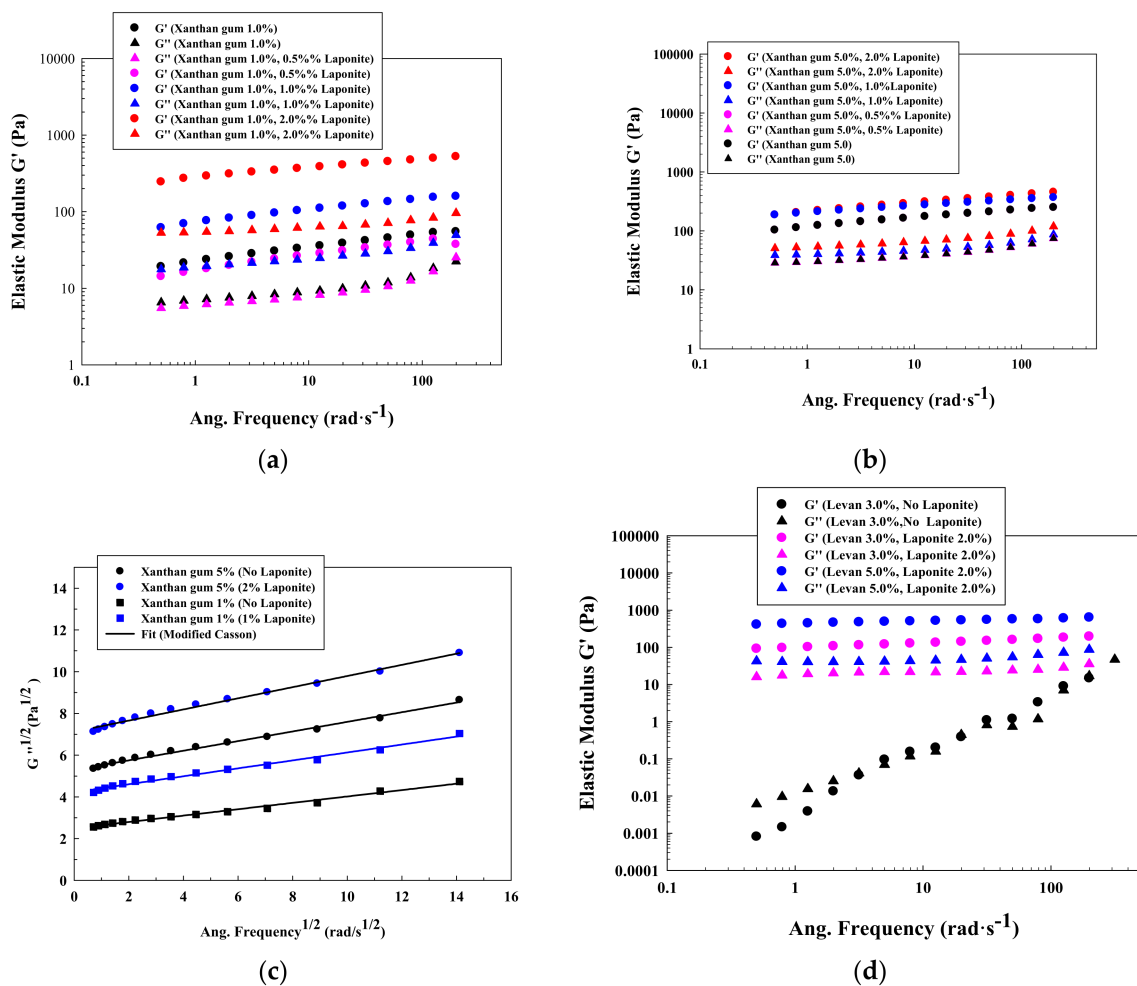 G' (Xanthan gum 1.0%)
G'' (Xanthan gum 1.0%)
G'' (Xanthan gum 1.0%, 0.5%% Laponite)
G' (Xanthan gum 1.0%, 0.5%% Laponite)
G' (Xanthan gum 1.0%, 1.0%% Laponite)
G'' (Xanthan gum 1.0%, 1.0%% Laponite)
G' (Xanthan gum 1.0%, 2.0%% Laponite)
G'' (Xanthan gum 1.0%, 2.0%% Laponite)
Elastic Modulus G' (Pa)
10000
1000
100
10
1
0.1 1 10 100
Ang. Frequency (rad·s-1)
(a)
G' (Xanthan gum 5.0%, 2.0% Laponite)
G'' (Xanthan gum 5.0%, 2.0% Laponite)
G' (Xanthan gum 5.0%, 1.0%Laponite)
G'' (Xanthan gum 5.0%, 1.0% Laponite)
G' (Xanthan gum 5.0%, 0.5%% Laponite)
G'' (Xanthan gum 5.0%, 0.5% Laponite)
G' (Xanthan gum 5.0)
G'' (Xanthan gum 5.0)
Elastic Modulus G' (Pa)
100000
10000
1000
100
10
1
0.1 1 10 100
Ang. Frequency (rad·s-1)
(b)
Xanthan gum 5% (No Laponite)
Xanthan gum 5% (2% Laponite)
Xanthan gum 1% (No Laponite)
Xanthan gum 1% (1% Laponite)
Fit (Modified Casson)
G''1/2(Pa1/2)
14
12
10
8
6
4
2
0
0 2 4 6 8 10 12 14 16
Ang. Frequency1/2 (rad/s1/2)
(c)
G' (Levan 3.0%, No Laponite)
G'' (Levan 3.0%,No Laponite)
G' (Levan 3.0%, Laponite 2.0%)
G'' (Levan 3.0%, Laponite 2.0%)
G' (Levan 5.0%, Laponite 2.0%)
G'' (Levan 5.0%, Laponite 2.0%)
Elastic Modulus G' (Pa)
100000
10000
1000
100
10
1
0.1
0.01
0.001
0.0001
0.1 1 10 100
Ang. Frequency (rad·s-1)
(d)